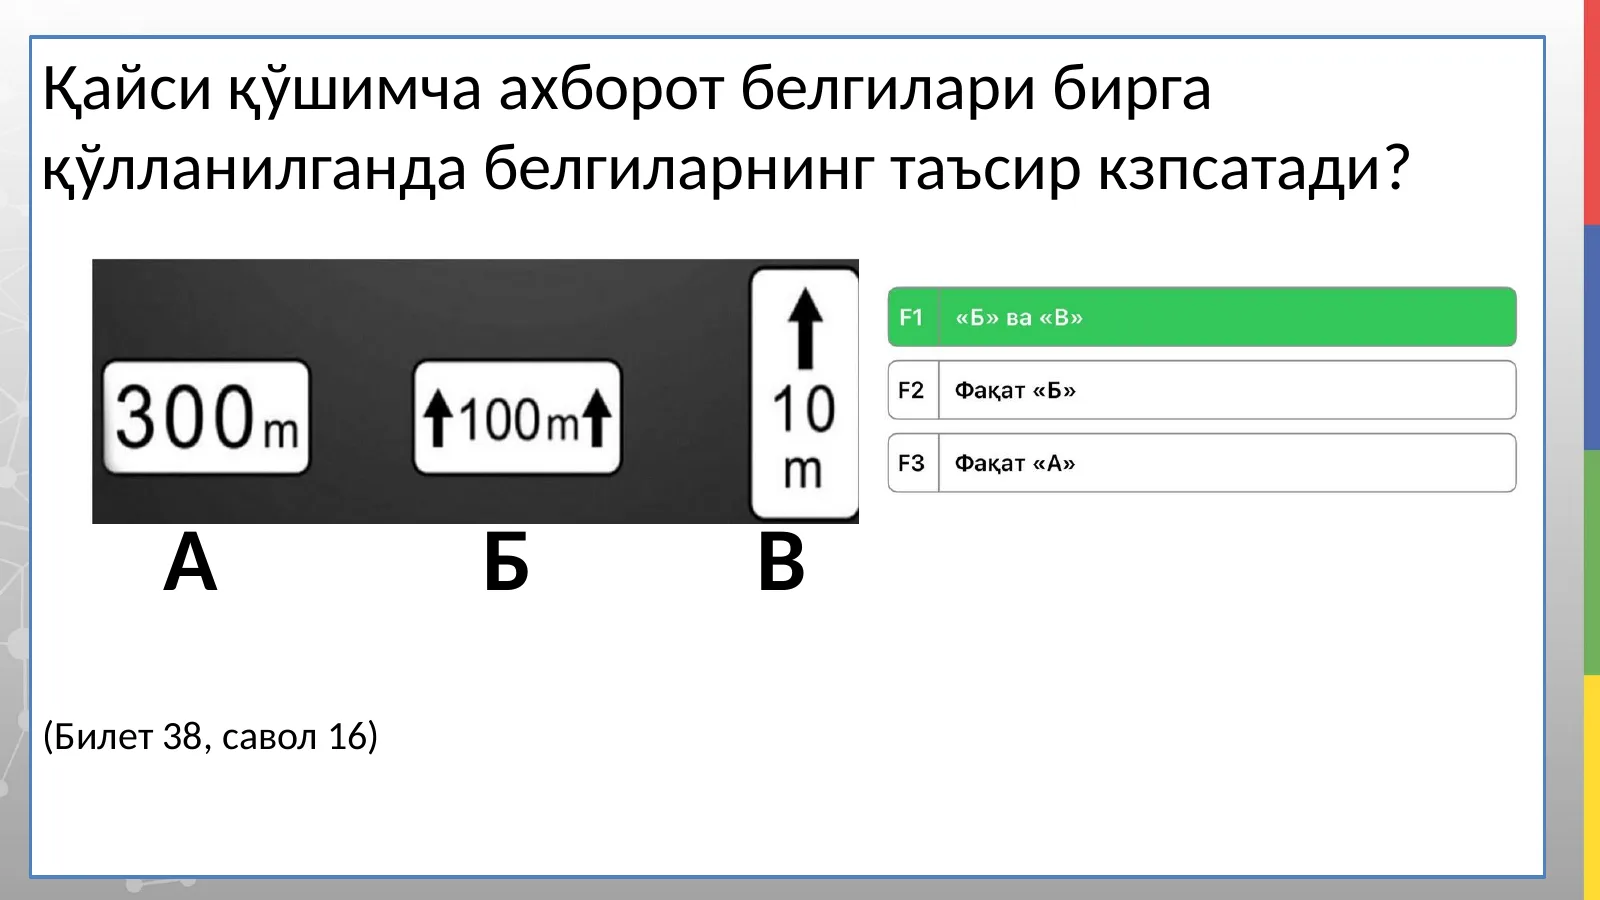 Қайси қўшимча ахборот белгилари бирга
қўлланилганда белгиларнинг таъсир кзпсатади?
300m
100m
10
m
F1 «Б» ва «В»
F2 Фақат «Б»
F3 Фақат «А»
А Б В
(Билет 38, савол 16)